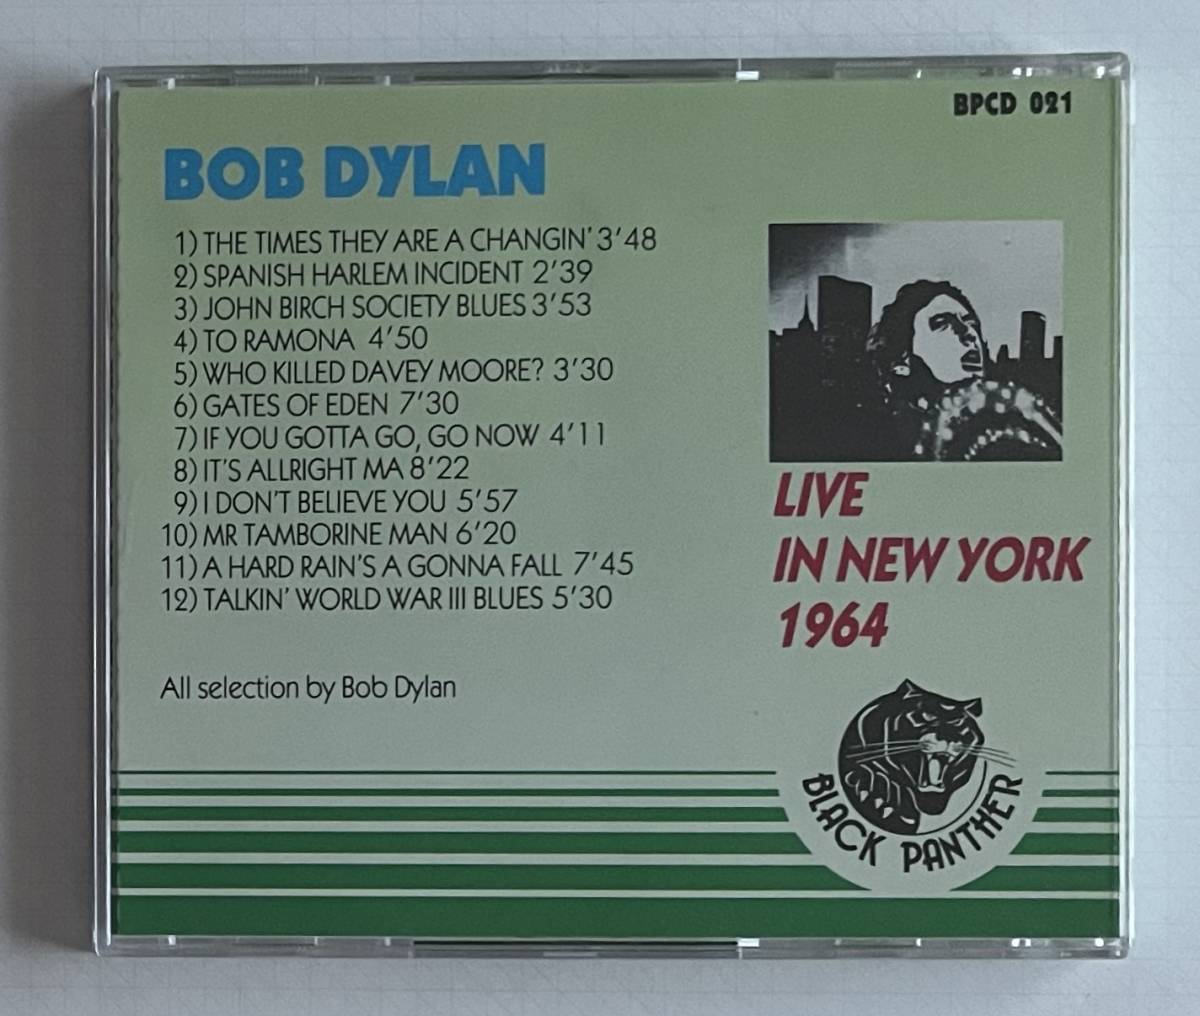 BPCD 021
BOB DYLAN
1) THE TIMES THEY ARE A CHANGIN' 3'48
2) SPANISH HARLEM INCIDENT 2'39
3) JOHN BIRCH SOCIETY BLUES 3'53
4) TO RAMONA 4'50
5) WHO KILLED DAVEY MOORE? 3'30
6) GATES OF EDEN 7'30
7) IF YOU GOTTA GO, GO NOW 4'11
8) IT'S ALLRIGHT MA 8'22
9) I DON'T BELIEVE YOU 5'57
10) MR TAMBORINE MAN 6'20
11) A HARD RAIN'S A GONNA FALL 7'45
12) TALKIN' WORLD WAR III BLUES 5'30
All selection by Bob Dylan
LIVE
IN NEW YORK
1964
BLACK PANTHER